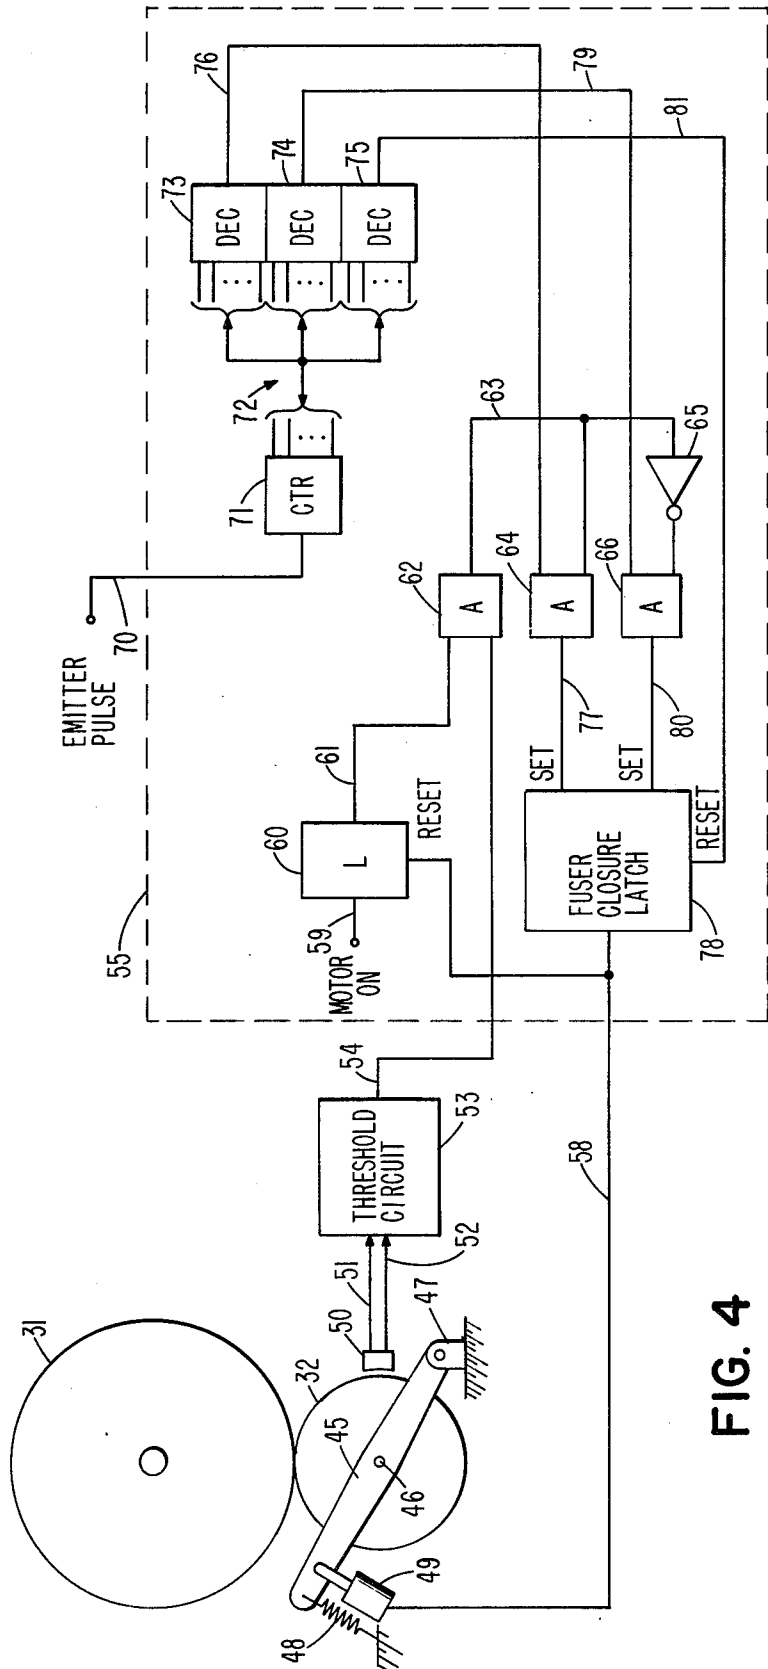 31
32
45
46
47
48
49
50
51
52
THRESHOLD
CIRCUIT
53
54
55
58
MOTOR
ON
59
60
L
RESET
61
EMITTER
PULSE
70
71
CTR
72
73
DEC
74
DEC
75
DEC
76
79
81
62
A
63
64
A
65
66
A
77
SET
80
SET
FUSER
CLOSURE
LATCH
RESET
78
FIG. 4